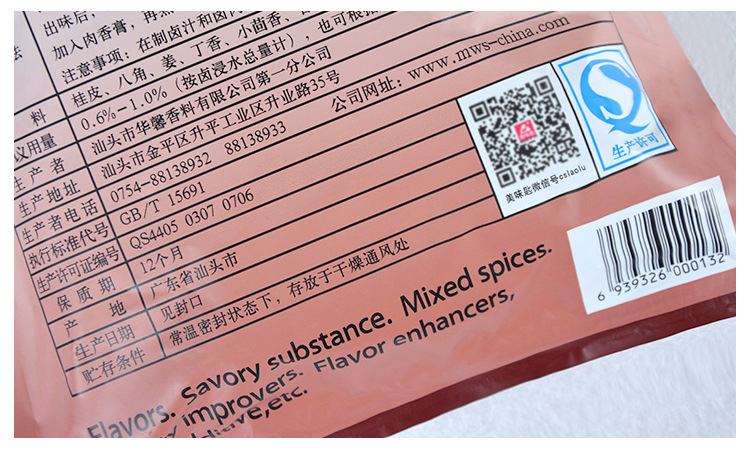 出味后，
法 加入肉香膏，再熬
注意事项：在制卤汁和卤肉
料 桂皮、八角、姜、丁香、小茴香、
议用量 0.6%-1.0%（按卤浸水总量计），也可根据
生产者 汕头市华馨香料有限公司第一分公司
生产地址 汕头市金平区升平工业区升业路35号
公司网址：www.mws-china.com
生产者电话 0754-88138932 88138933
执行标准代号 GB/T 15691
生产许可证编号 QS4405 0307 0706
保质期 12个月
产地 广东省汕头市
生产日期 见封口
贮存条件 常温密封状态下，存放于干燥通风处
美味匙微信号cslaolu
生产许可
6 939326 000132
Flavors. Savory substance. Mixed spices.
improvers. Flavor enhancers,
etc.